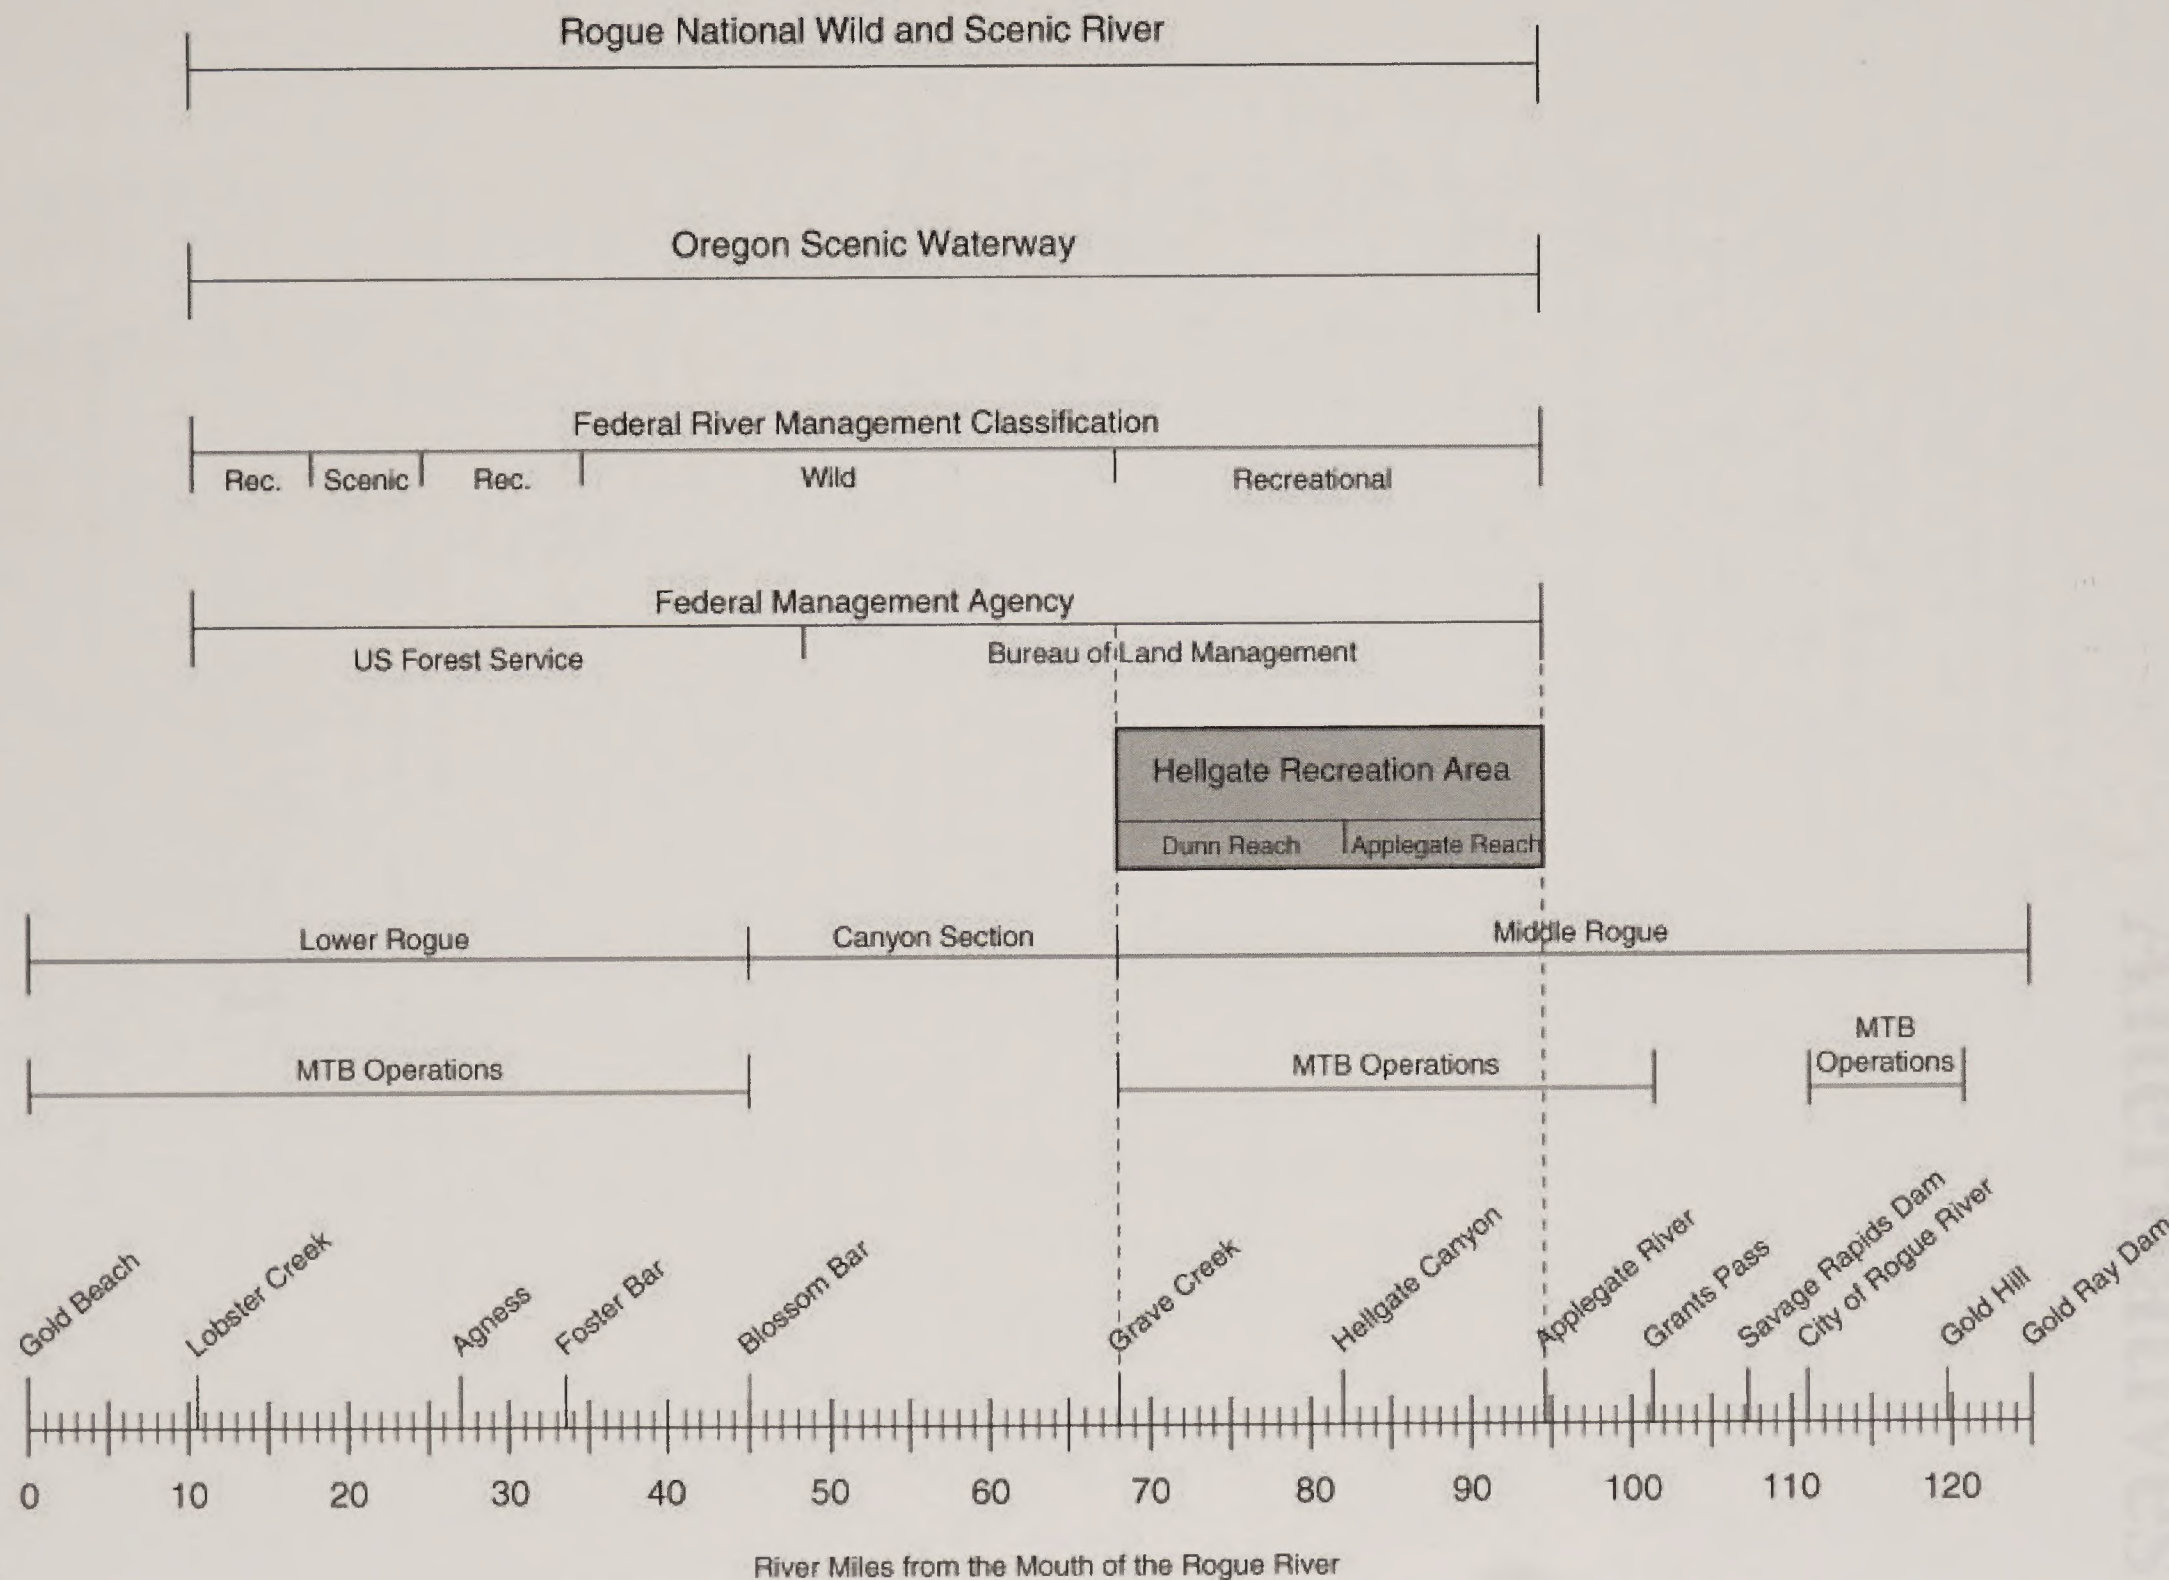 Rogue National Wild and Scenic River
Oregon Scenic Waterway
Federal River Management Classification
Rec.
Scenic
Rec.
Wild
Recreational
Federal Management Agency
US Forest Service
Bureau of Land Management
Hellgate Recreation Area
Dunn Reach
Applegate Reach
Lower Rogue
Canyon Section
Middle Rogue
MTB Operations
MTB Operations
MTB
Operations
Gold Beach
Lobster Creek
Agness
Foster Bar
Blossom Bar
Grave Creek
Hellgate Canyon
Applegate River
Grants Pass
Savage Rapids Dam
City of Rogue River
Gold Hill
Gold Ray Dam
0 10 20 30 40 50 60 70 80 90 100 110 120
River Miles from the Mouth of the Rogue River